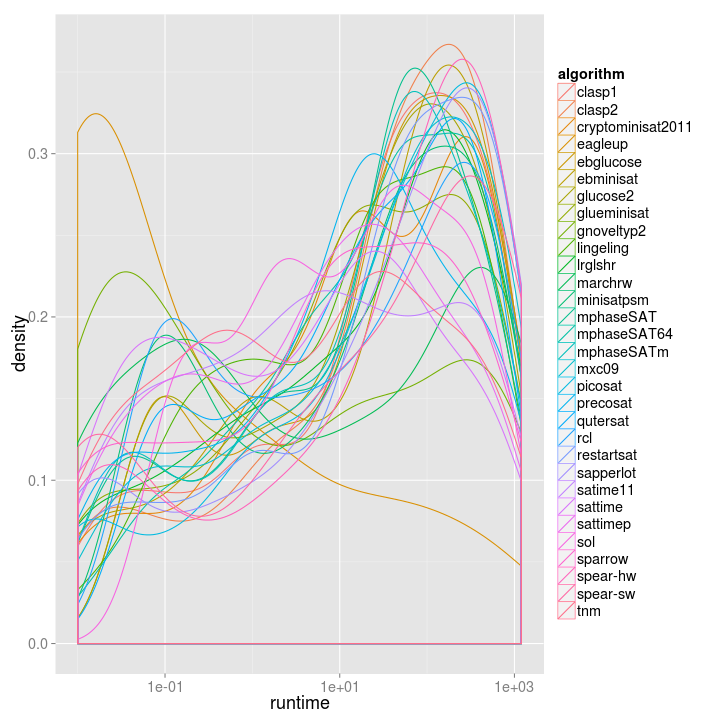 density
0.3
0.2
0.1
0.0
1e-01
1e+01
1e+03
runtime
algorithm
clasp1
clasp2
cryptominisat2011
eagleup
ebglucose
ebminisat
glucose2
glueminisat
gnoveltyp2
lingeling
lrglshr
marchrw
minisatpsm
mphaseSAT
mphaseSAT64
mphaseSATm
mxc09
picosat
precosat
qutersat
rcl
restartsat
sapperlot
satime11
sattime
sattimep
sol
sparrow
spear-hw
spear-sw
tnm